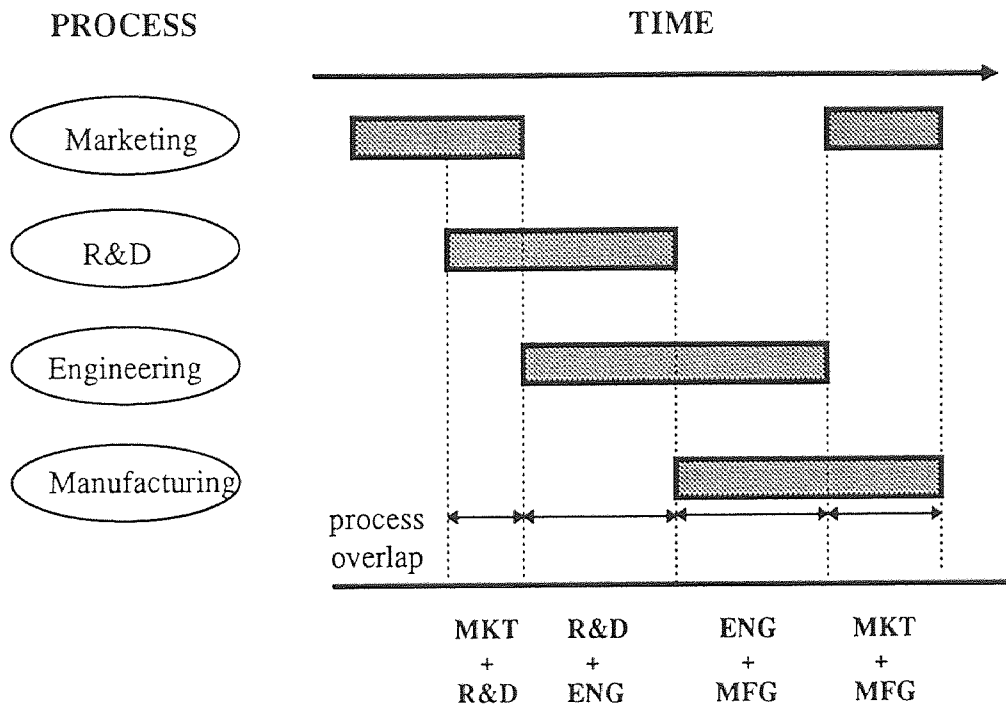 PROCESS
TIME
Marketing
R&D
Engineering
Manufacturing
process
overlap
MKT
+
R&D
R&D
+
ENG
ENG
+
MFG
MKT
+
MFG